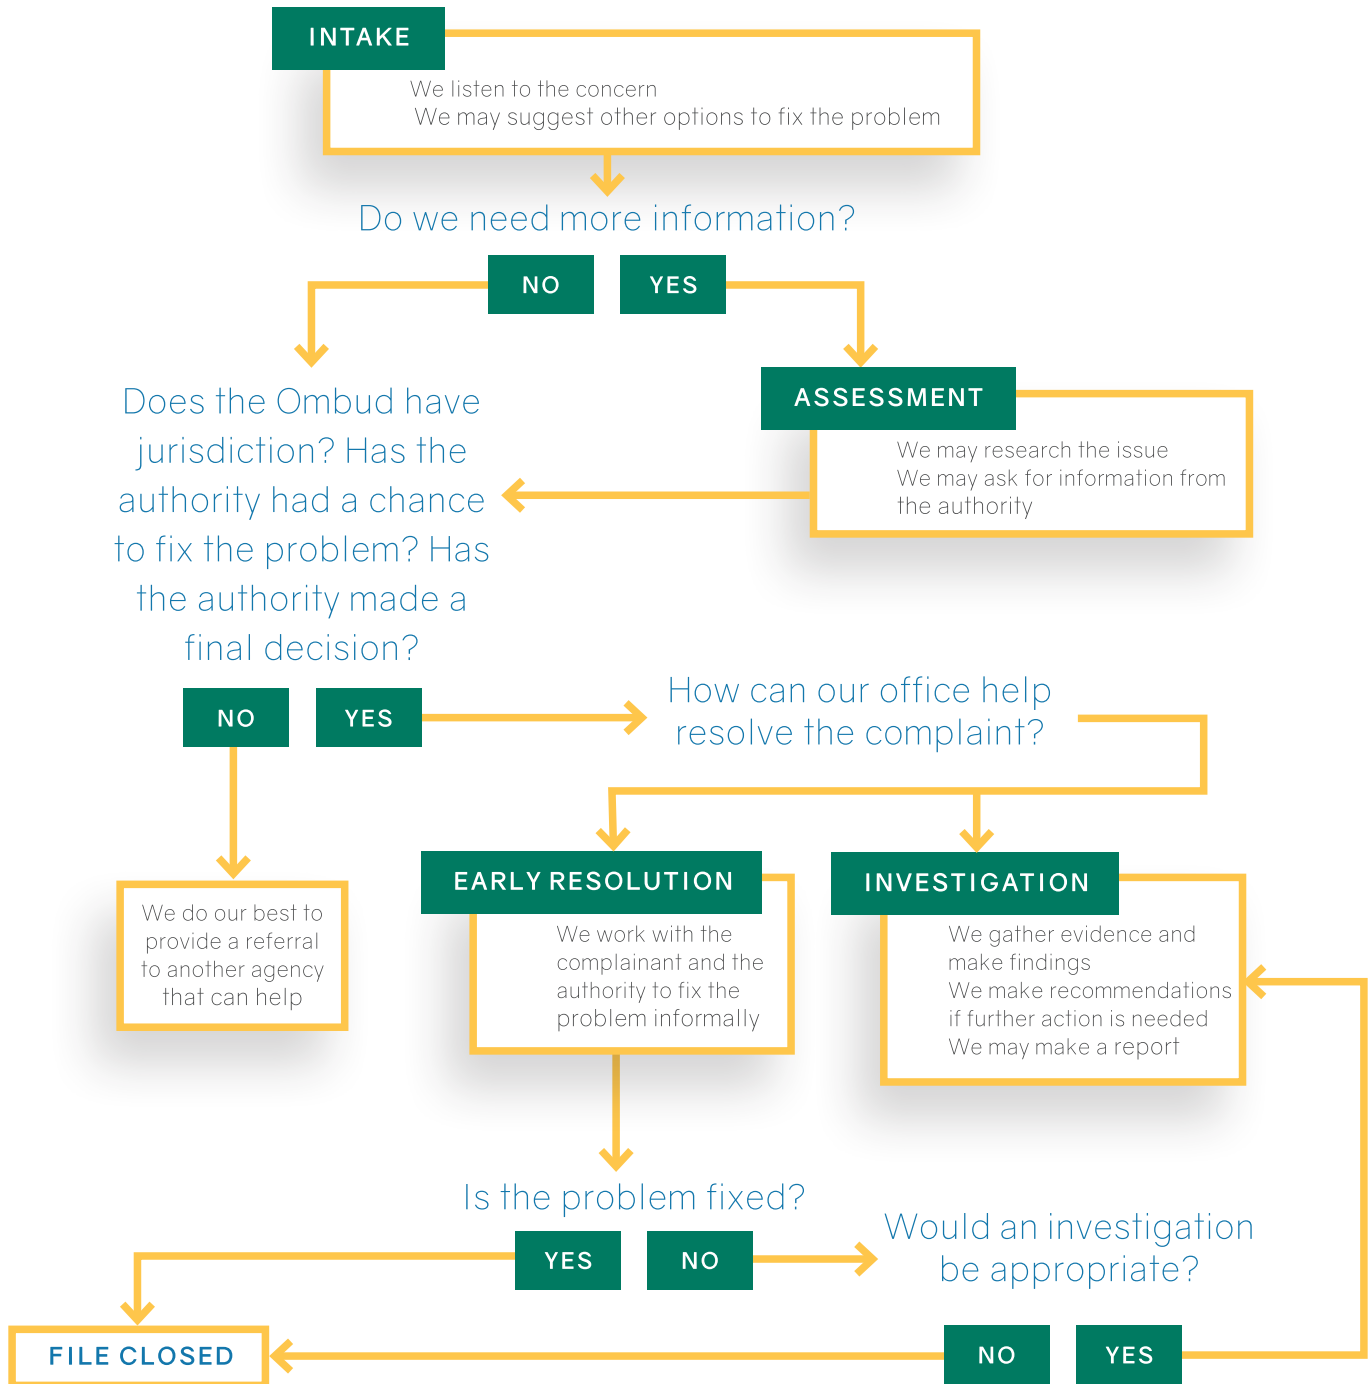 INTAKE
We listen to the concern
We may suggest other options to fix the problem
Do we need more information?
NO
YES
ASSESSMENT
We may research the issue
We may ask for information from
the authority
Does the Ombud have
jurisdiction? Has the
authority had a chance
to fix the problem? Has
the authority made a
final decision?
NO
YES
How can our office help
resolve the complaint?
We do our best to
provide a referral
to another agency
that can help
EARLY RESOLUTION
We work with the
complainant and the
authority to fix the
problem informally
INVESTIGATION
We gather evidence and
make findings
We make recommendations
if further action is needed
We may make a report
Is the problem fixed?
YES
NO
Would an investigation
be appropriate?
NO
YES
FILE CLOSED